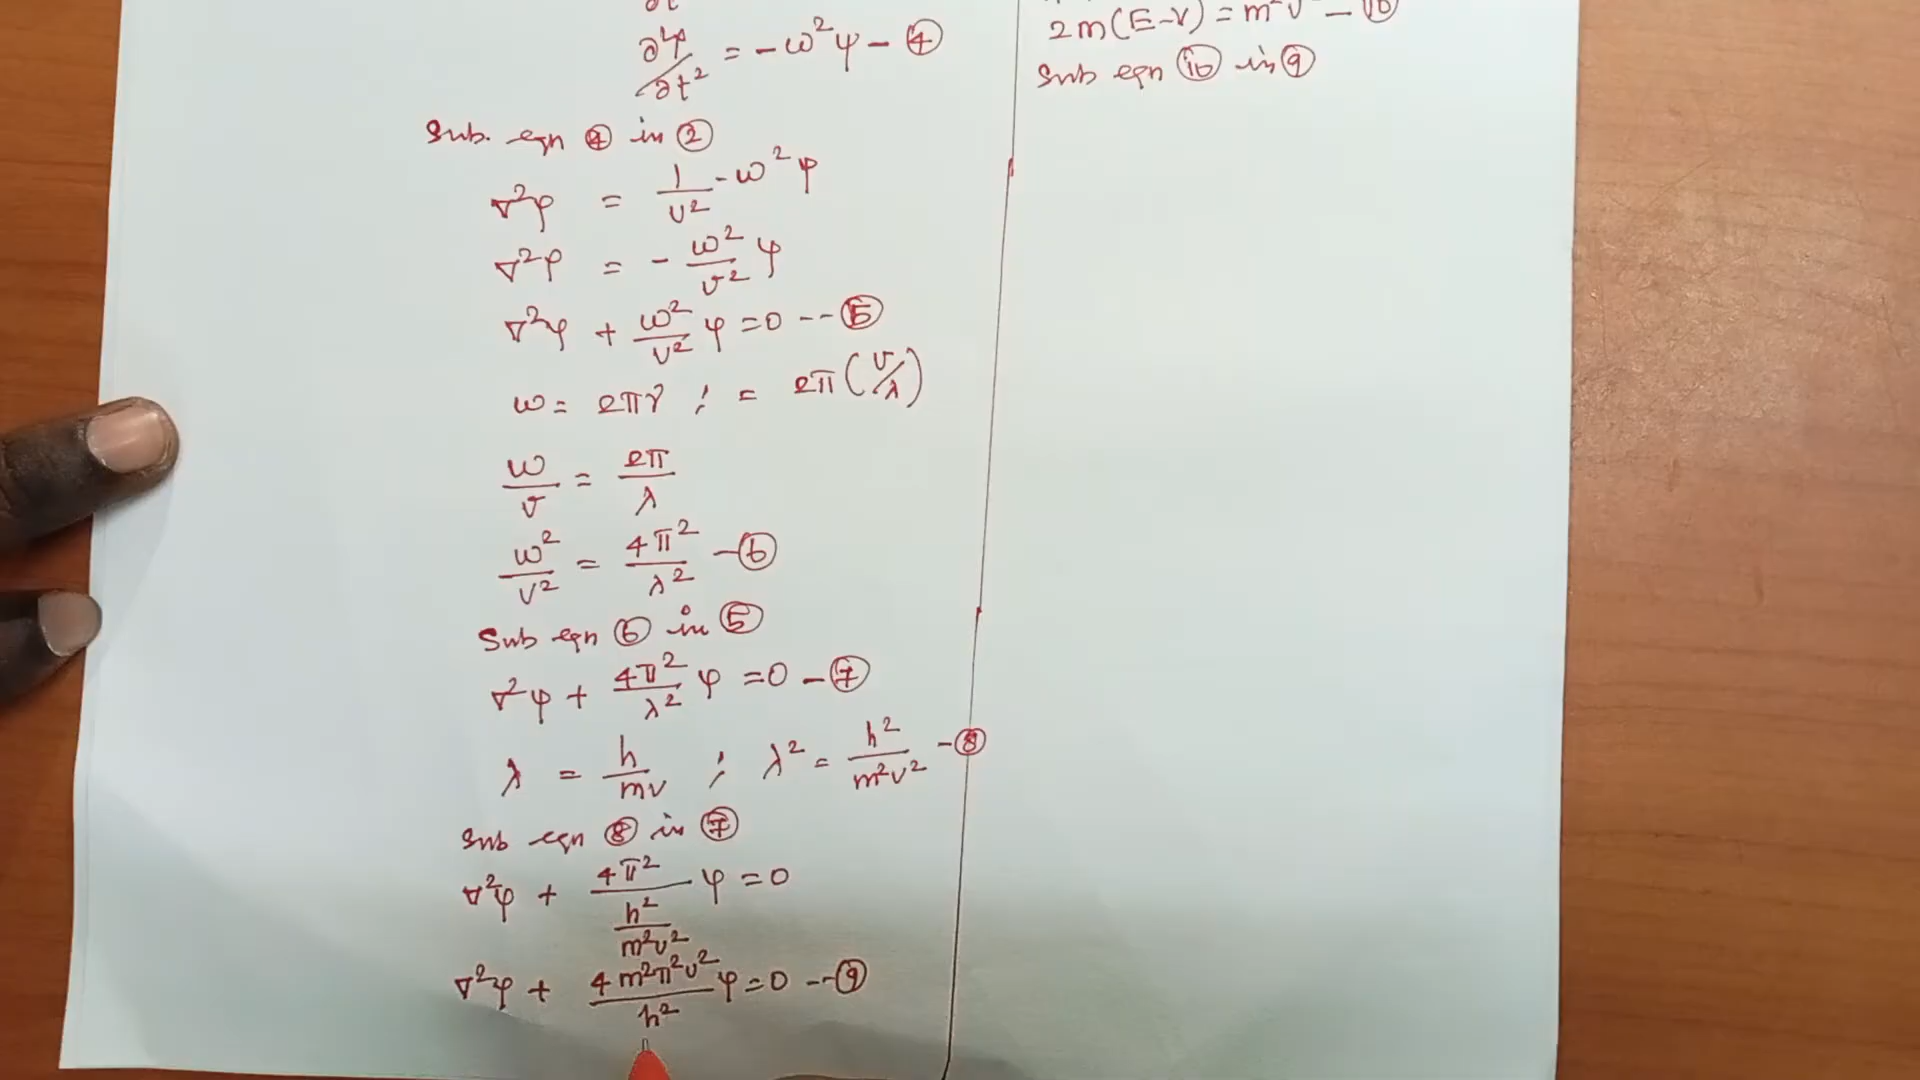 ∂²ψ/∂t² = -ω²ψ - ④
Sub. eqn ④ in ②
∇²ψ = 1/v² -ω²ψ
∇²ψ = - ω²/v² ψ
∇²ψ + ω²/v² ψ = 0 -- ⑤
ω = 2πν ; = 2π(v/λ)
ω/v = 2π/λ
ω²/v² = 4π²/λ² - ⑥
Sub eqn ⑥ in ⑤
∇²ψ + 4π²/λ² ψ = 0 - ⑦
λ = h/mv ; λ² = h²/m²v² - ⑧
Sub eqn ⑧ in ⑦
∇²ψ + 4π²/(h²/m²v²) ψ = 0
∇²ψ + 4m²π²v²/h² ψ = 0 -- ⑨
2m(E-V) = m²v² - ⑩
Sub eqn ⑩ in ⑨